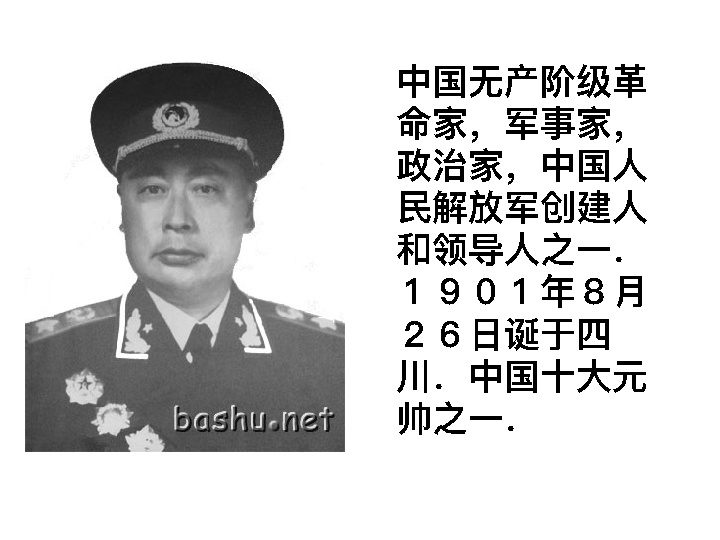 中国无产阶级革
命家，军事家，
政治家，中国人
民解放军创建人
和领导人之一．
１９０１年８月
２６日诞于四
川．中国十大元
帅之一．
bashu.net